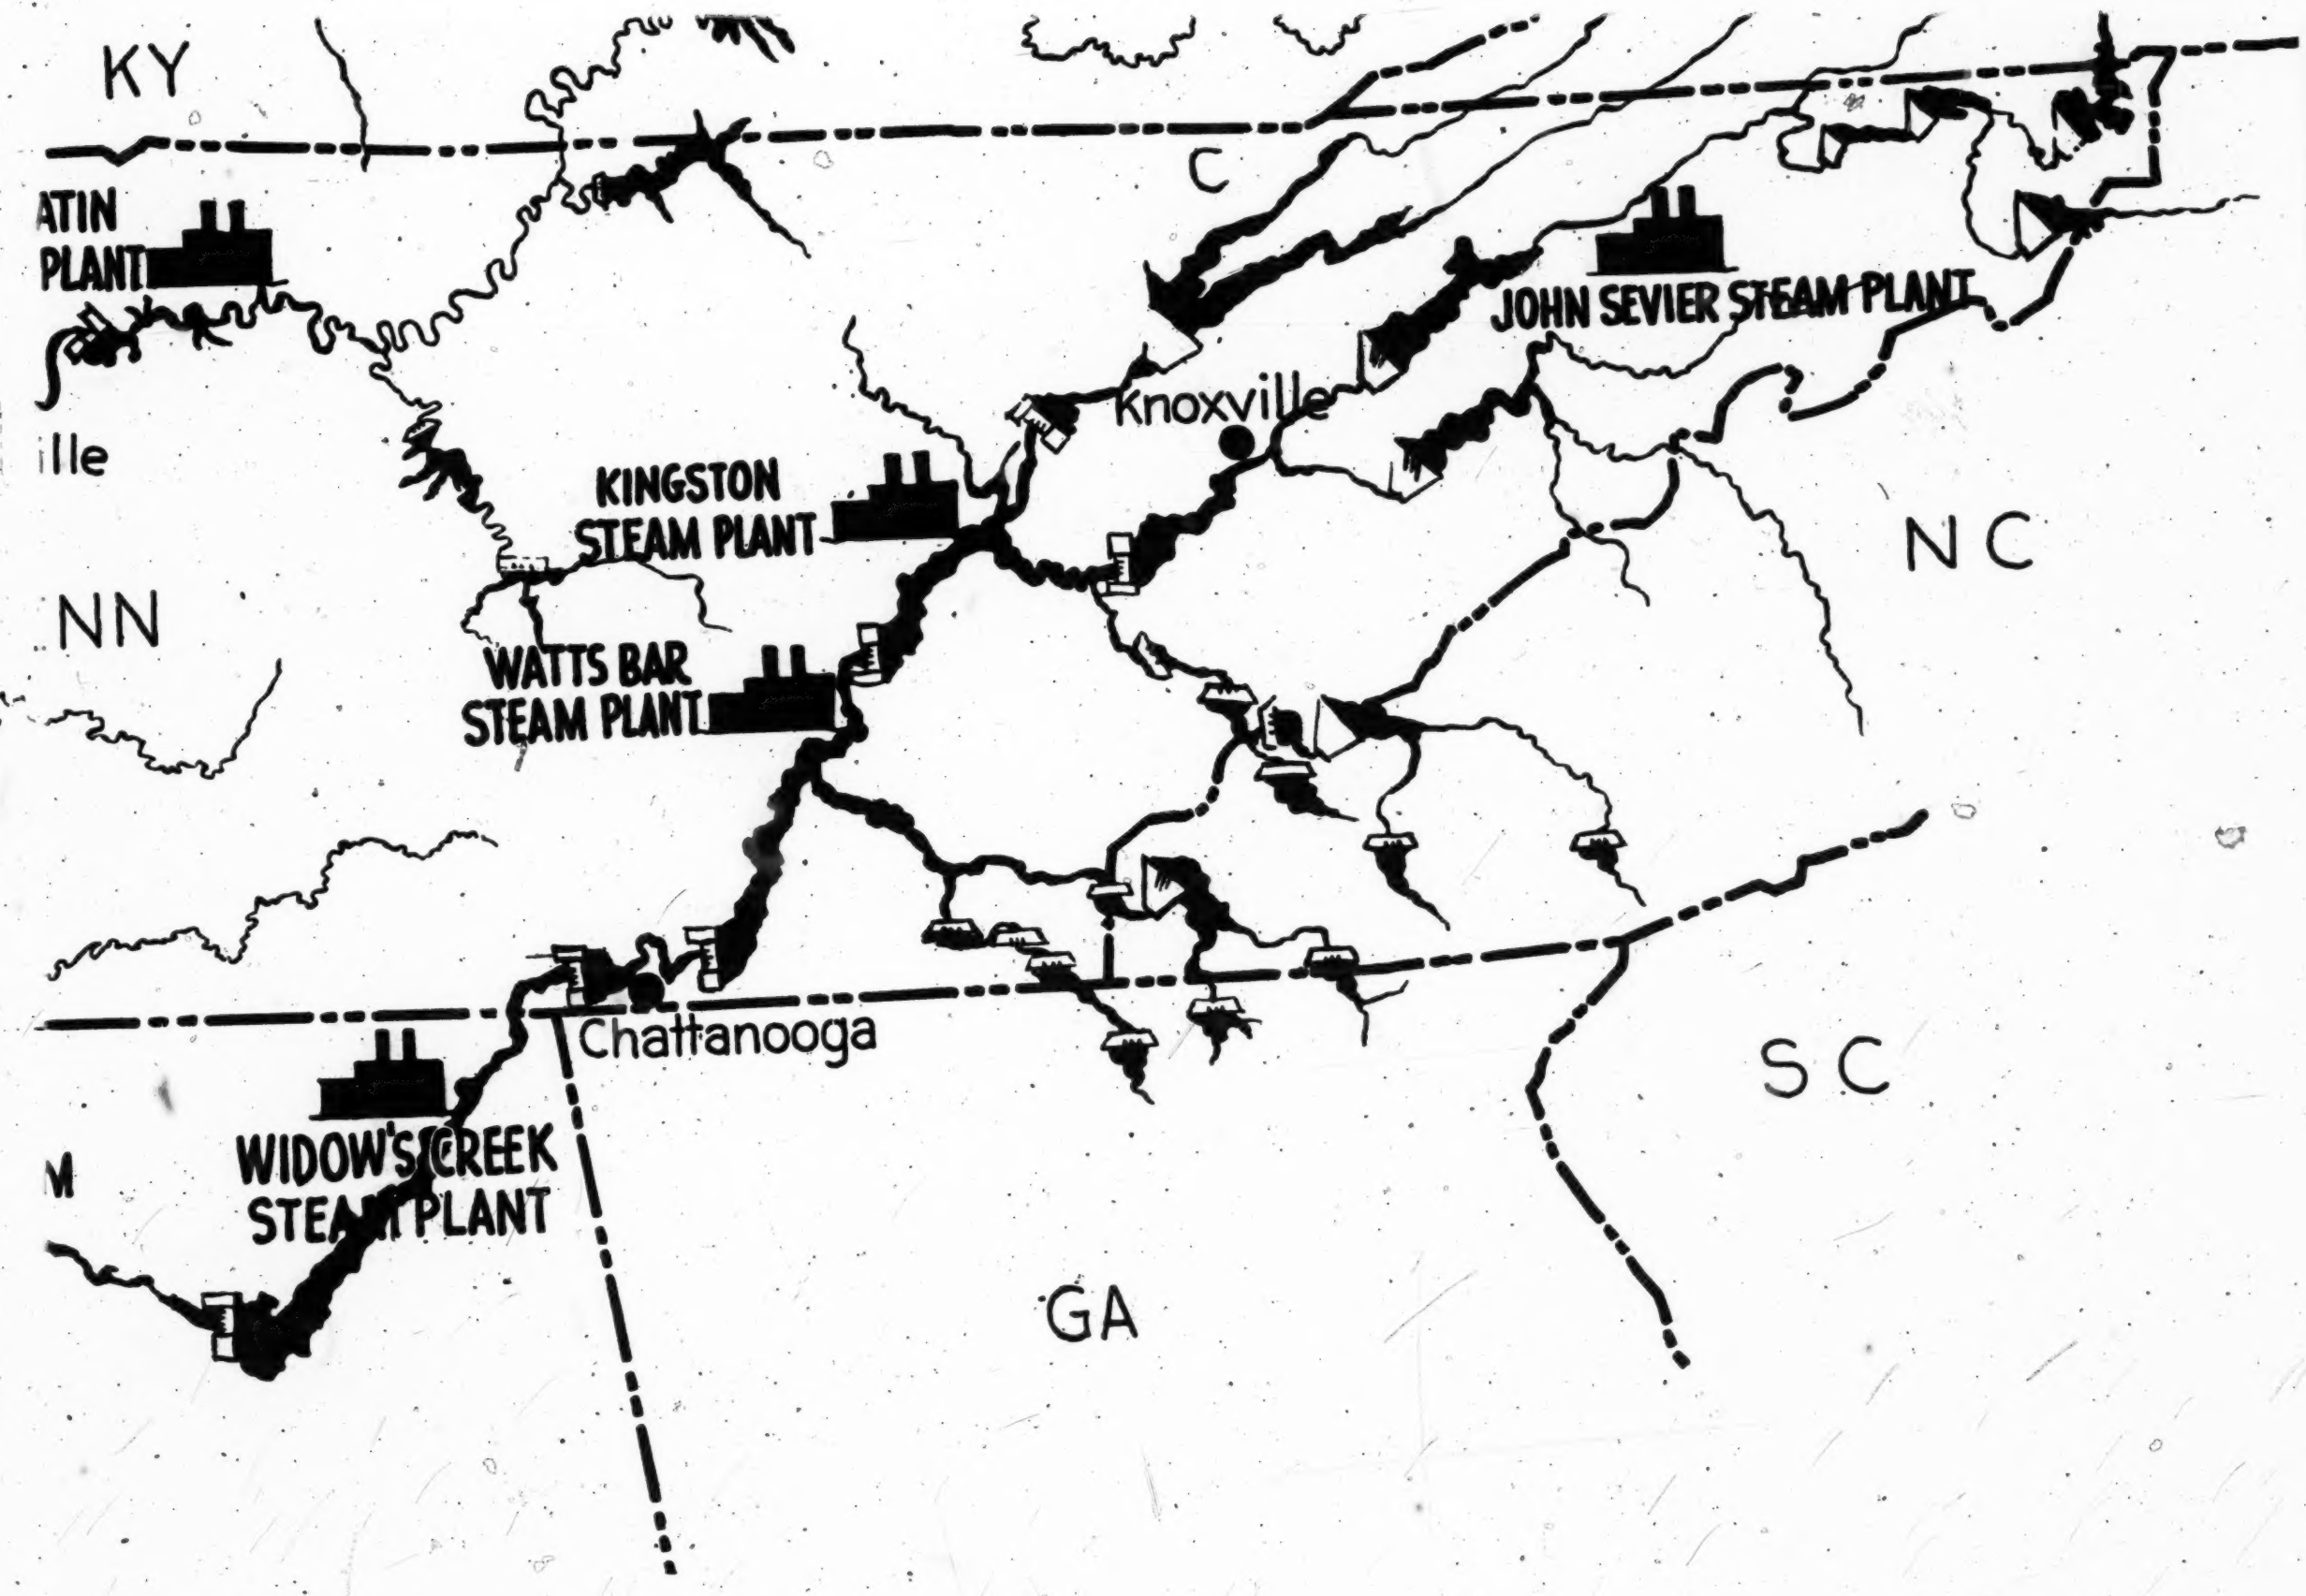 KY
C
ATIN
PLANT
JOHN SEVIER STEAM PLANT
Knoxville
ille
KINGSTON
STEAM PLANT
NC
NN
WATTS BAR
STEAM PLANT
Chattanooga
SC
WIDOW'S CREEK
STEAM PLANT
M
GA